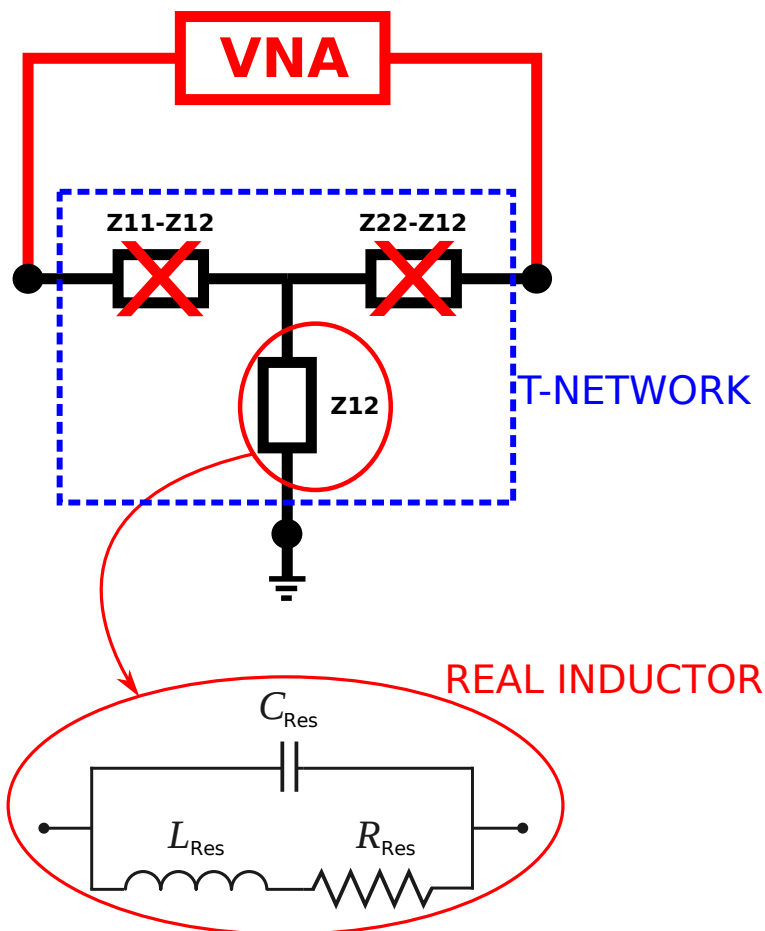 VNA
Z11-Z12
Z22-Z12
T-NETWORK
Z12
REAL INDUCTOR
CRes
LRes
RRes